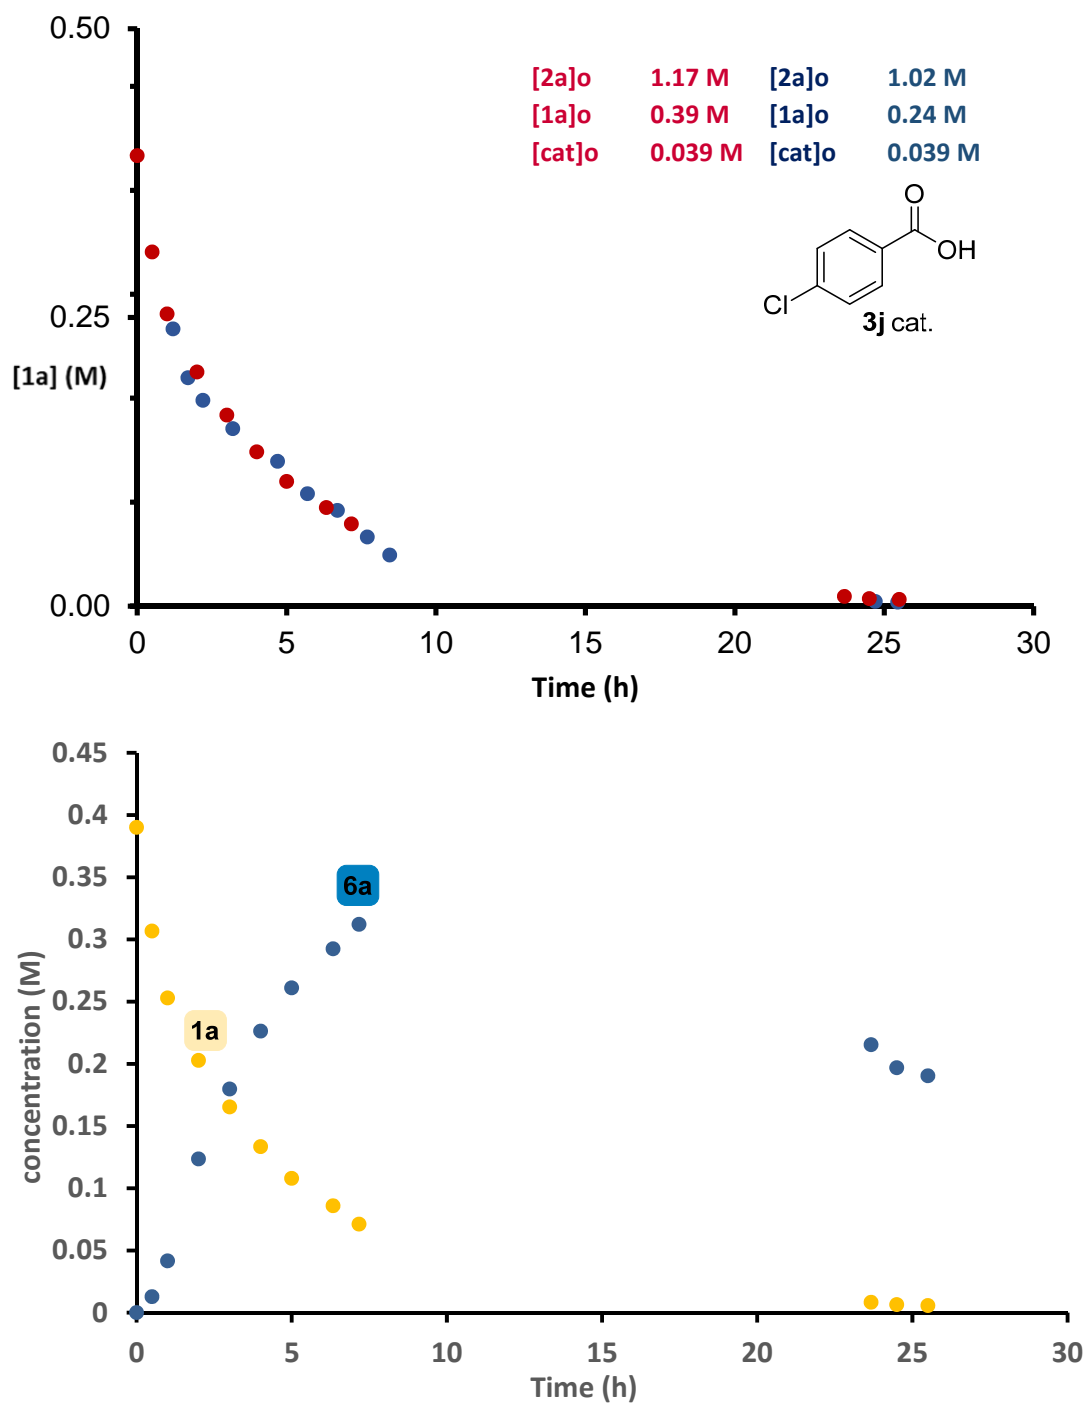 0.50
[2a]o 1.17 M [2a]o 1.02 M
[1a]o 0.39 M [1a]o 0.24 M
[cat]o 0.039 M [cat]o 0.039 M
O
OH
Cl
3j cat.
0.25
[1a] (M)
0.00
0 5 10 15 20 25 30
Time (h)
0.45
0.4
0.35
0.3
0.25
0.2
0.15
0.1
0.05
0
concentration (M)
6a
1a
0 5 10 15 20 25 30
Time (h)